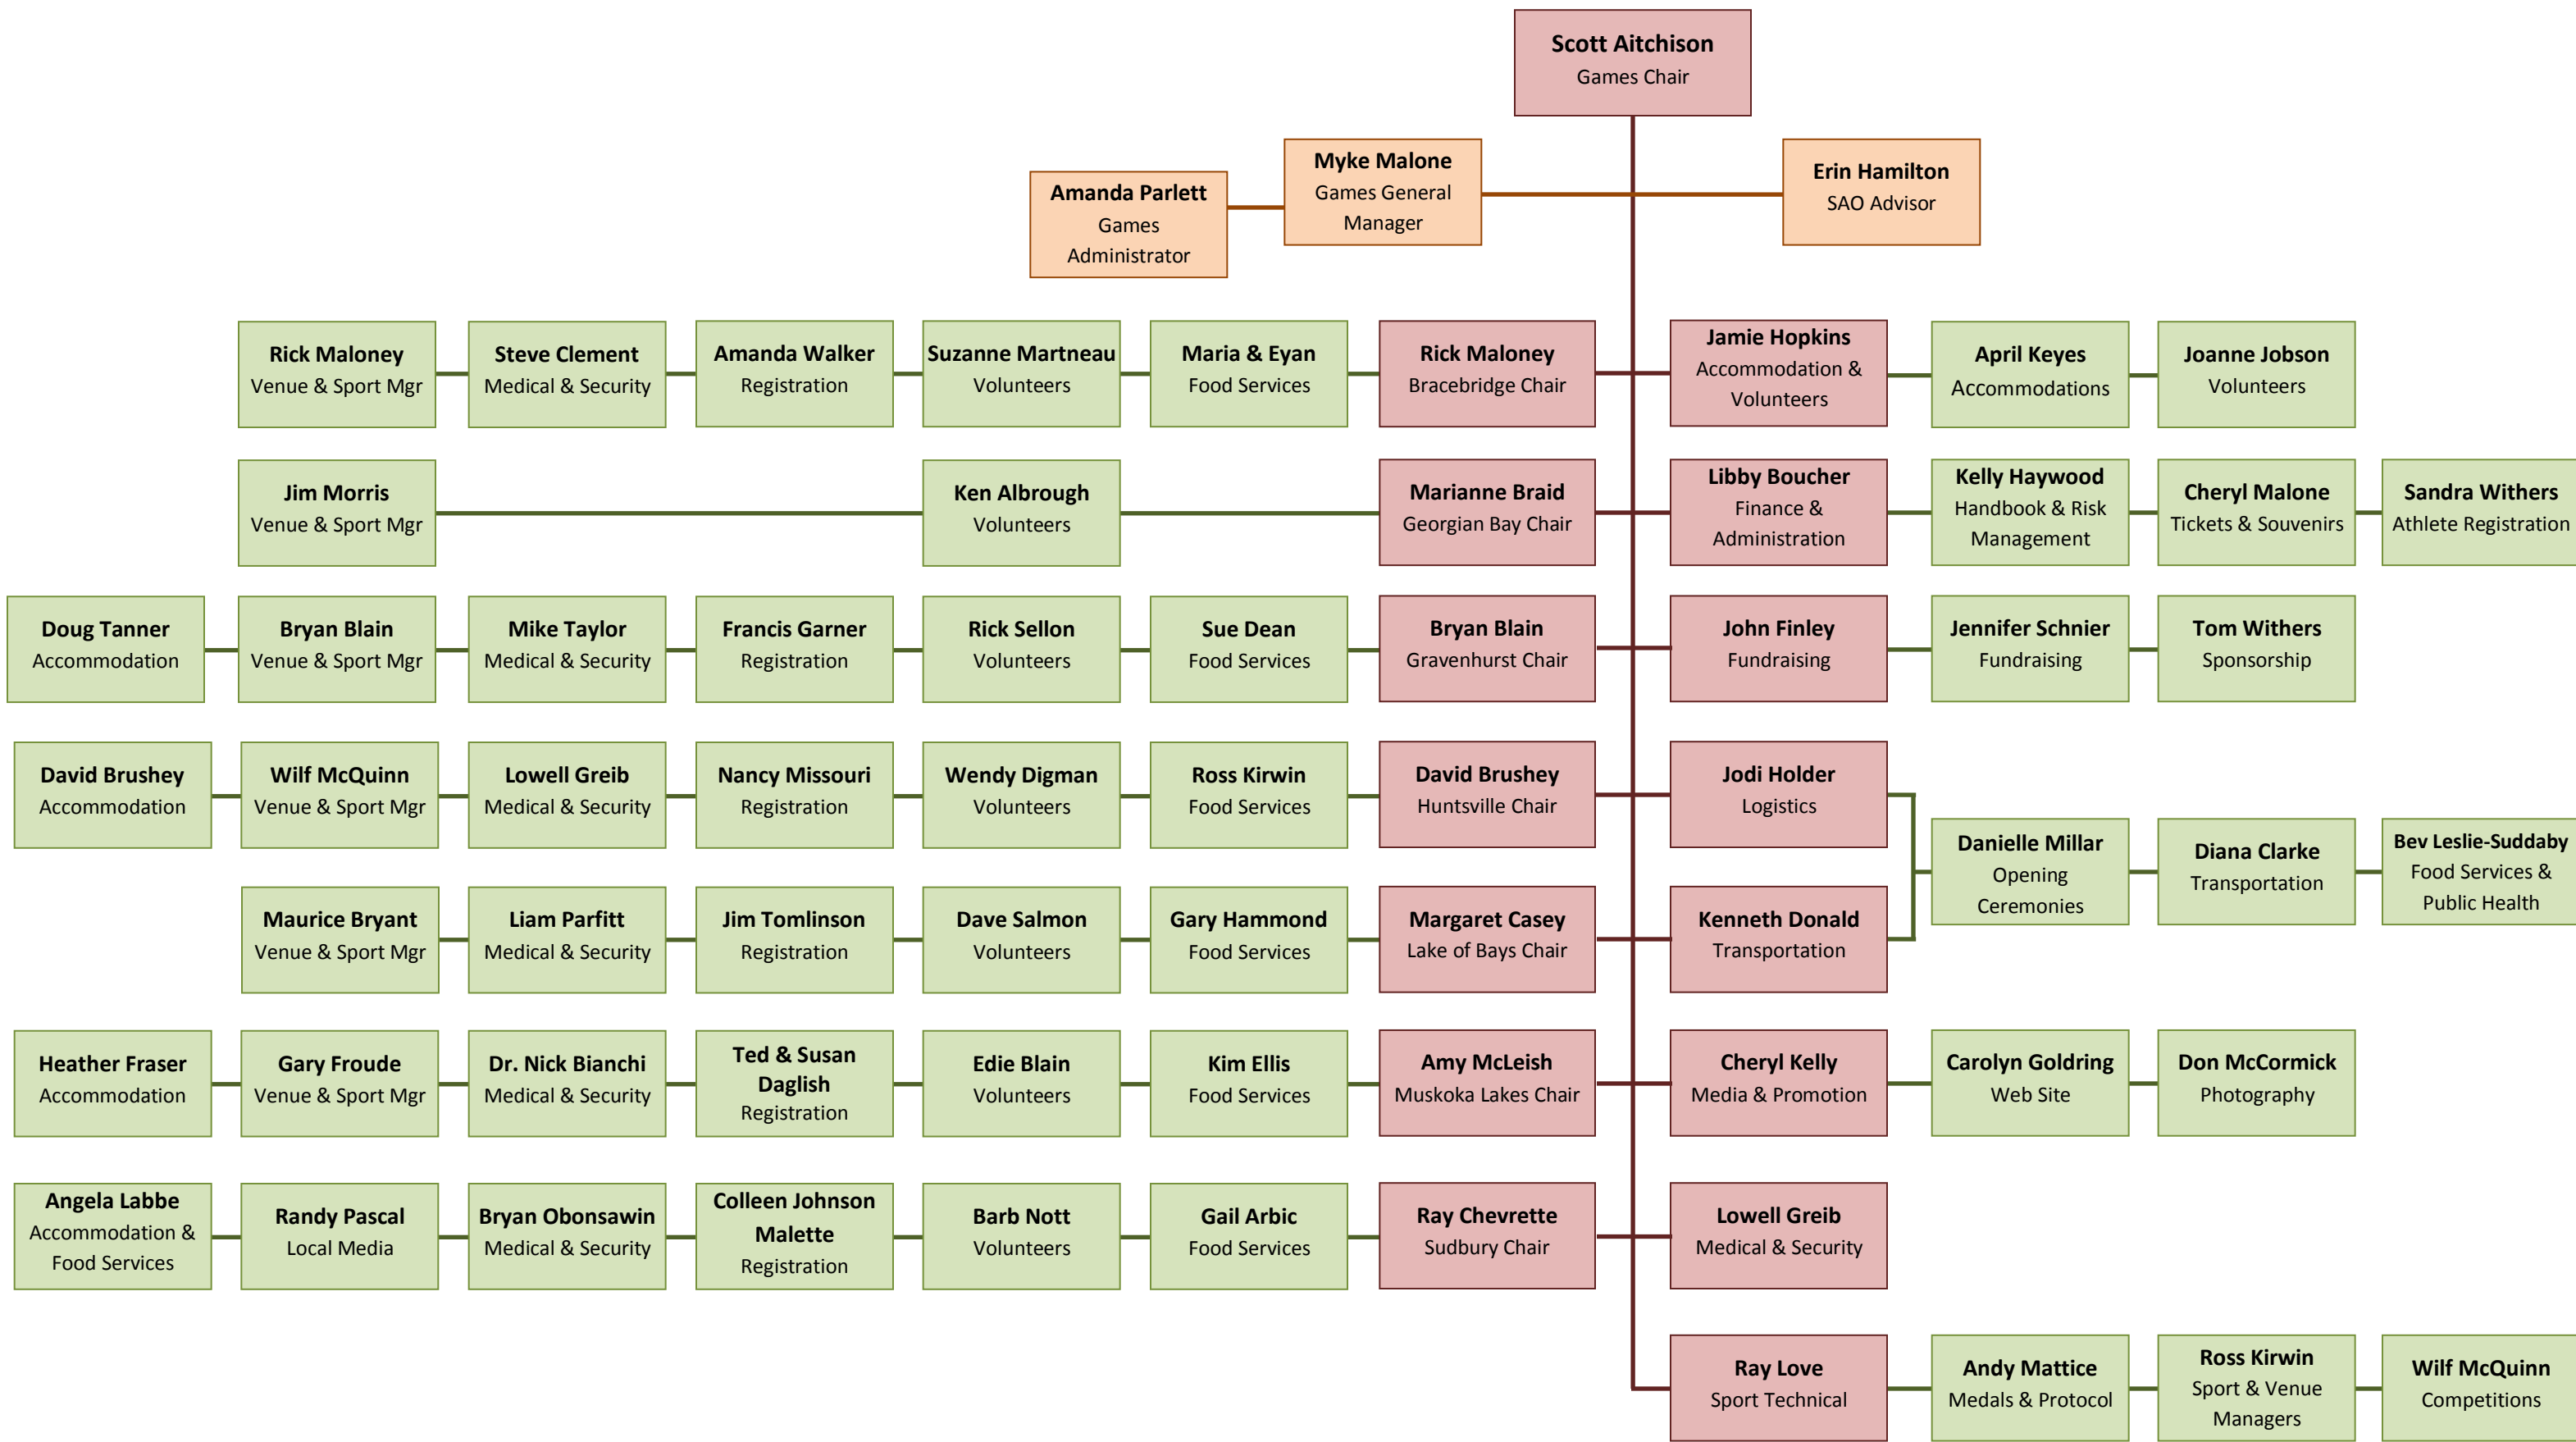 Scott Aitchison
Games Chair
Myke Malone
Games General
Manager
Erin Hamilton
SAO Advisor
Amanda Parlett
Games
Administrator
Rick Maloney
Venue & Sport Mgr
Steve Clement
Medical & Security
Amanda Walker
Registration
Suzanne Martneau
Volunteers
Maria & Eyan
Food Services
Rick Maloney
Bracebridge Chair
Jamie Hopkins
Accommodation &
Volunteers
April Keyes
Accommodations
Joanne Jobson
Volunteers
Jim Morris
Venue & Sport Mgr
Ken Albrough
Volunteers
Marianne Braid
Georgian Bay Chair
Libby Boucher
Finance &
Administration
Kelly Haywood
Handbook & Risk
Management
Cheryl Malone
Tickets & Souvenirs
Sandra Withers
Athlete Registration
Doug Tanner
Accommodation
Bryan Blain
Venue & Sport Mgr
Mike Taylor
Medical & Security
Francis Garner
Registration
Rick Sellon
Volunteers
Sue Dean
Food Services
Bryan Blain
Gravenhurst Chair
John Finley
Fundraising
Jennifer Schnier
Fundraising
Tom Withers
Sponsorship
David Brushey
Accommodation
Wilf McQuinn
Venue & Sport Mgr
Lowell Greib
Medical & Security
Nancy Missouri
Registration
Wendy Digman
Volunteers
Ross Kirwin
Food Services
David Brushey
Huntsville Chair
Jodi Holder
Logistics
Danielle Millar
Opening
Ceremonies
Diana Clarke
Transportation
Bev Leslie-Suddaby
Food Services &
Public Health
Maurice Bryant
Venue & Sport Mgr
Liam Parfitt
Medical & Security
Jim Tomlinson
Registration
Dave Salmon
Volunteers
Gary Hammond
Food Services
Margaret Casey
Lake of Bays Chair
Kenneth Donald
Transportation
Heather Fraser
Accommodation
Gary Froude
Venue & Sport Mgr
Dr. Nick Bianchi
Medical & Security
Ted & Susan
Daglish
Registration
Edie Blain
Volunteers
Kim Ellis
Food Services
Amy McLeish
Muskoka Lakes Chair
Cheryl Kelly
Media & Promotion
Carolyn Goldring
Web Site
Don McCormick
Photography
Angela Labbe
Accommodation &
Food Services
Randy Pascal
Local Media
Bryan Obonsawin
Medical & Security
Colleen Johnson
Malette
Registration
Barb Nott
Volunteers
Gail Arbic
Food Services
Ray Chevrette
Sudbury Chair
Lowell Greib
Medical & Security
Ray Love
Sport Technical
Andy Mattice
Medals & Protocol
Ross Kirwin
Sport & Venue
Managers
Wilf McQuinn
Competitions